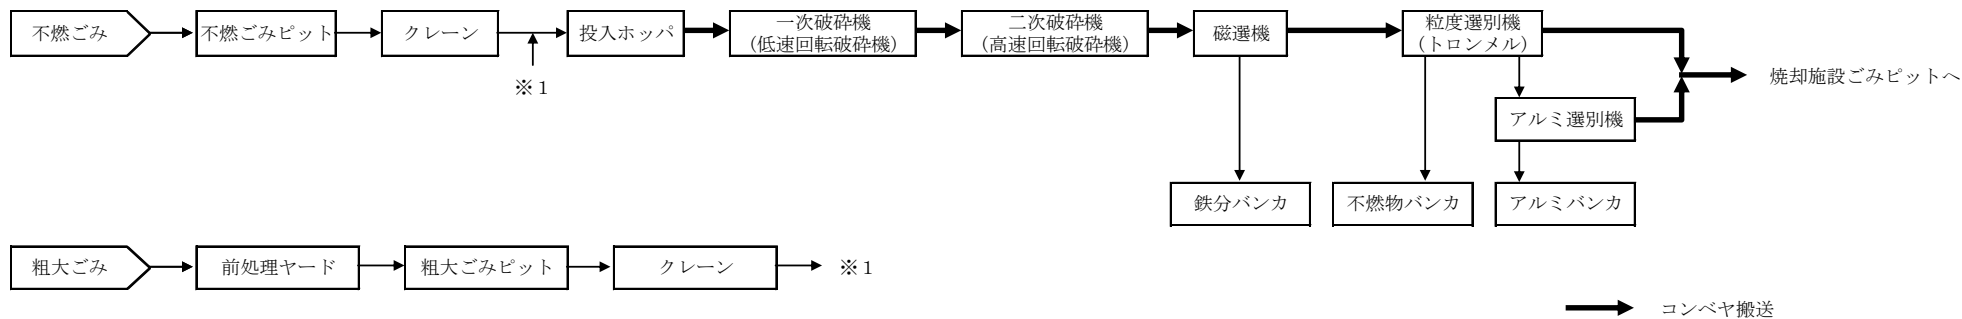 不燃ごみ
不燃ごみピット
クレーン
※1
投入ホッパ
一次破砕機
（低速回転破砕機）
二次破砕機
（高速回転破砕機）
磁選機
粒度選別機
（トロンメル）
焼却施設ごみピットへ
アルミ選別機
鉄分バンカ
不燃物バンカ
アルミバンカ
粗大ごみ
前処理ヤード
粗大ごみピット
クレーン
※1
コンベヤ搬送